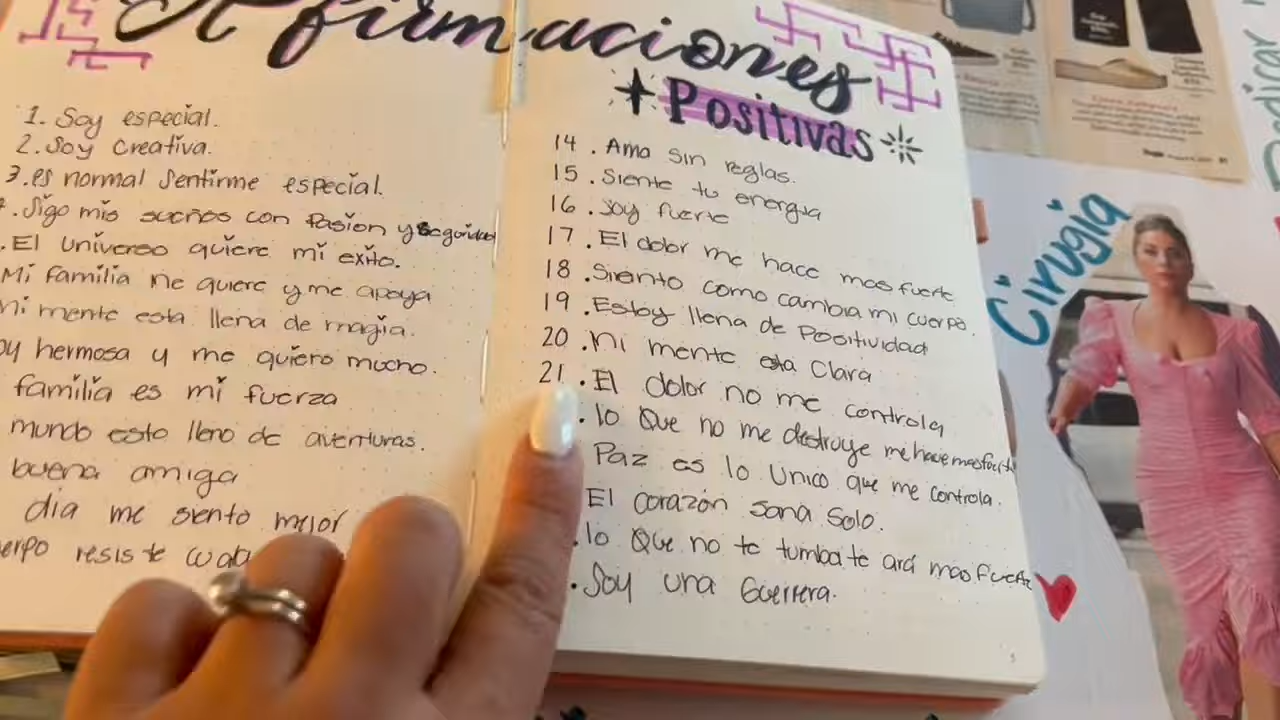 Afirmaciones
Positivas
1. Soy especial.
2. Soy Creativa.
3. es normal sentirme especial.
. Sigo mis sueños con Pasion y seguridad
. El universo quiere mi exito.
Mi familia me quiere y me apoya
mi mente esta llena de magia.
oy hermosa y me quiero mucho.
familia es mi fuerza
mundo esta lleno de aventuras.
buena amiga
dia me siento mejor
erpo resiste
14. Ama sin reglas.
15. Siente tu energua
16. Soy fuerte
17. El dolor me hace mas fuerte
18. Siento como cambia mi cuerpo.
19. Estoy llena de Positividad
20. mi mente esta Clara
21. El dolor no me controla
. lo Que no me destruye me hace mas fuerte
Paz es lo Unico que me controla.
El corazón sana solo.
. lo Que no te tumba te ará mas fuerte
. Soy una Guerrera.
Cirugia